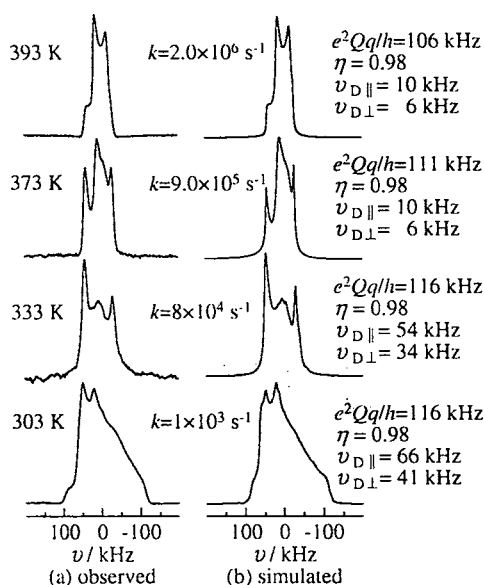 393 K k=2.0×10⁶ s⁻¹ e²Qq/h=106 kHz
η=0.98
υD∥= 10 kHz
υD⊥= 6 kHz
373 K k=9.0×10⁵ s⁻¹ e²Qq/h=111 kHz
η=0.98
υD∥= 10 kHz
υD⊥= 6 kHz
333 K k=8×10⁴ s⁻¹ e²Qq/h=116 kHz
η=0.98
υD∥= 54 kHz
υD⊥= 34 kHz
303 K k=1×10³ s⁻¹ e²Qq/h=116 kHz
η=0.98
υD∥= 66 kHz
υD⊥= 41 kHz
100 0 -100 100 0 -100
υ / kHz υ / kHz
(a) observed (b) simulated